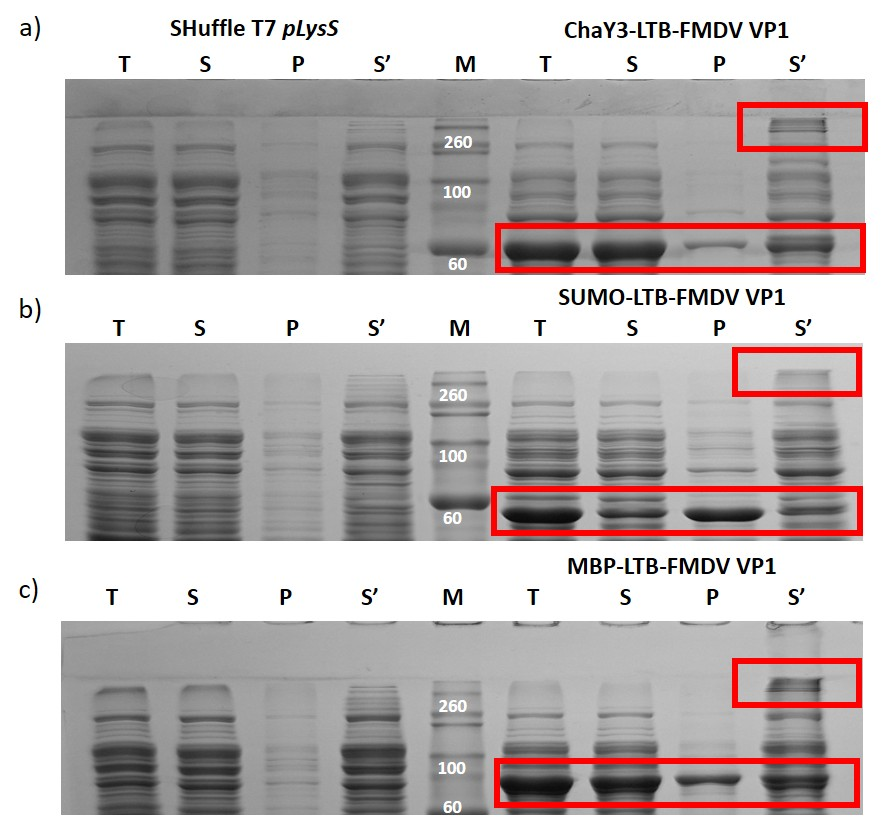 a)
SHuffle T7 pLysS
ChaY3-LTB-FMDV VP1
T S P S’ M T S P S’
260
100
60
b)
SUMO-LTB-FMDV VP1
T S P S’ M T S P S’
260
100
60
c)
MBP-LTB-FMDV VP1
T S P S’ M T S P S’
260
100
60